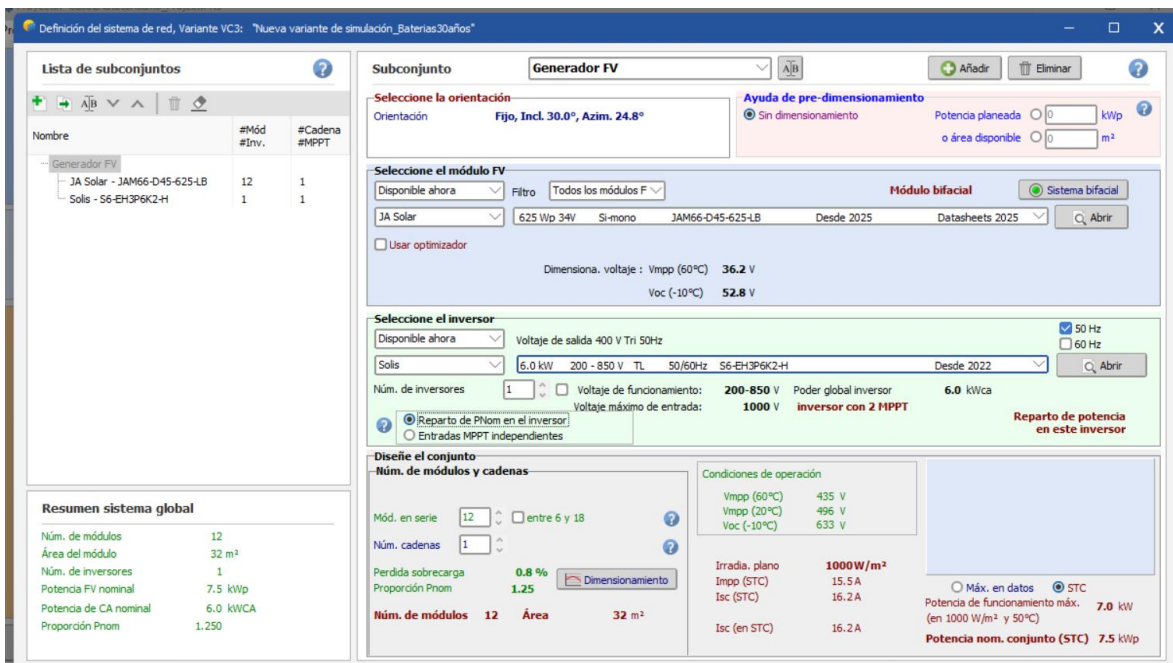 Definición del sistema de red, Variante VC3: "Nueva variante de simulación_Baterias30años"
Lista de subconjuntos
Nombre #Mód #Cadena
#Inv. #MPPT
Generador FV
JA Solar - JAM66-D45-625-LB 12 1
Solis - S6-EH3P6K2-H 1 1
Resumen sistema global
Núm. de módulos 12
Área del módulo 32 m²
Núm. de inversores 1
Potencia FV nominal 7.5 kWp
Potencia de CA nominal 6.0 kWCA
Proporción Pnom 1.250
Subconjunto Generador FV Añadir Eliminar
Seleccione la orientación
Orientación Fijo, Incl. 30.0°, Azim. 24.8°
Ayuda de pre-dimensionamiento
Sin dimensionamiento Potencia planeada 0 kWp
o área disponible 0 m²
Seleccione el módulo FV
Disponible ahora Filtro Todos los módulos F Módulo bifacial Sistema bifacial
JA Solar 625 Wp 34V Si-mono JAM66-D45-625-LB Desde 2025 Datasheets 2025 Abrir
Usar optimizador
Dimensiona. voltaje : Vmpp (60°C) 36.2 V
Voc (-10°C) 52.8 V
Seleccione el inversor
Disponible ahora Voltaje de salida 400 V Tri 50Hz 50 Hz
60 Hz
Solis 6.0 kW 200 - 850 V TL 50/60Hz S6-EH3P6K2-H Desde 2022 Abrir
Núm. de inversores 1 Voltaje de funcionamiento: 200-850 V Poder global inversor 6.0 kWca
Voltaje máximo de entrada: 1000 V inversor con 2 MPPT
Reparto de PNom en el inversor
Entradas MPPT independientes
Reparto de potencia
en este inversor
Diseñe el conjunto
Núm. de módulos y cadenas
Mód. en serie 12 entre 6 y 18
Núm. cadenas 1
Perdida sobrecarga 0.8 %
Proporción Pnom 1.25
Dimensionamiento
Núm. de módulos 12 Área 32 m²
Condiciones de operación
Vmpp (60°C) 435 V
Vmpp (20°C) 496 V
Voc (-10°C) 633 V
Irradia. plano 1000 W/m²
Impp (STC) 15.5 A
Isc (STC) 16.2 A
Isc (en STC) 16.2 A
Máx. en datos STC
Potencia de funcionamiento máx. 7.0 kW
(en 1000 W/m² y 50°C)
Potencia nom. conjunto (STC) 7.5 kWp